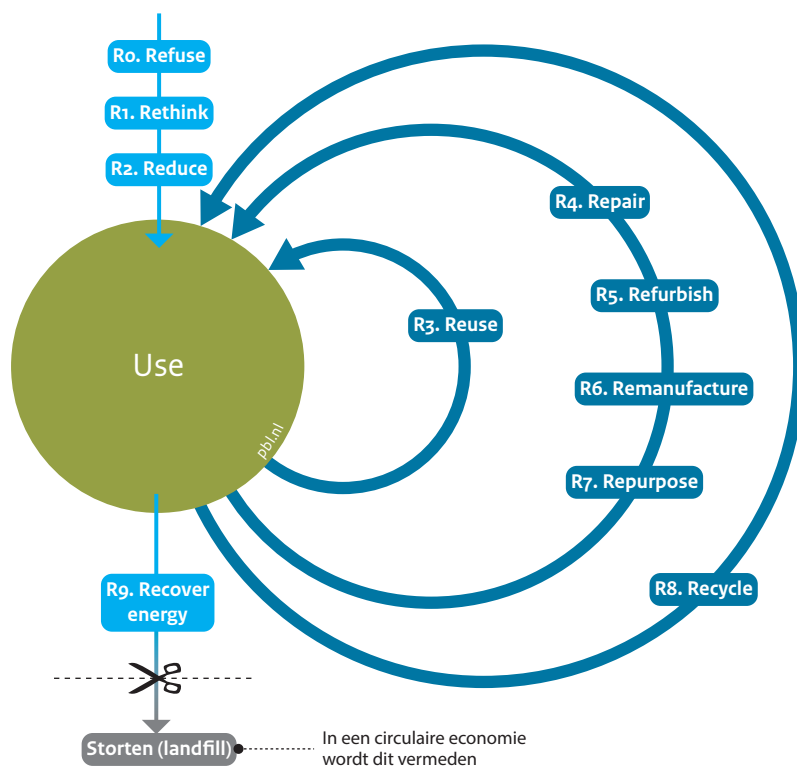 R0. Refuse
R1. Rethink
R2. Reduce
R4. Repair
R5. Refurbish
R3. Reuse
Use
R6. Remanufacture
pbl.nl
R7. Repurpose
R9. Recover
energy
R8. Recycle
Storten (landfill)
In een circulaire economie
wordt dit vermeden